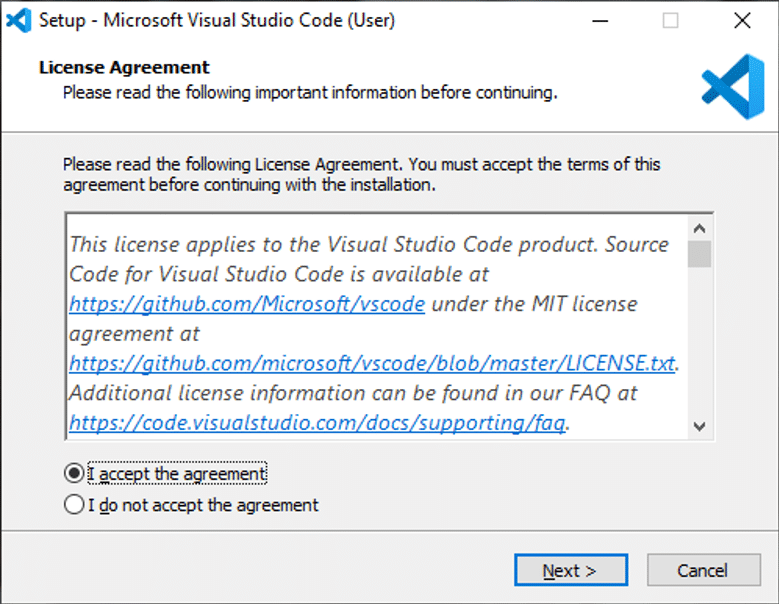 Setup - Microsoft Visual Studio Code (User)
License Agreement
Please read the following important information before continuing.
Please read the following License Agreement. You must accept the terms of this
agreement before continuing with the installation.
This license applies to the Visual Studio Code product. Source
Code for Visual Studio Code is available at
https://github.com/Microsoft/vscode under the MIT license
agreement at
https://github.com/microsoft/vscode/blob/master/LICENSE.txt.
Additional license information can be found in our FAQ at
https://code.visualstudio.com/docs/supporting/faq.
I accept the agreement
I do not accept the agreement
Next >
Cancel